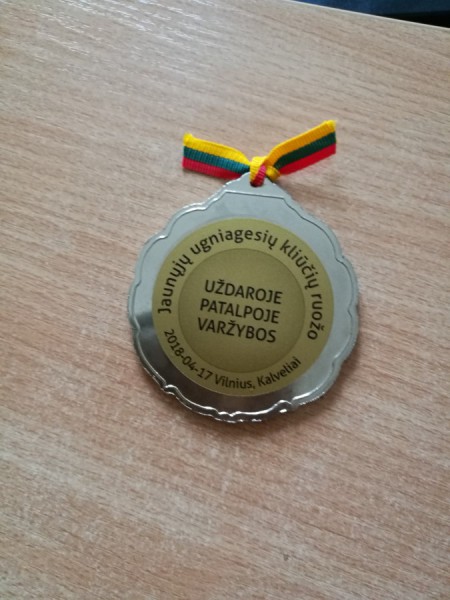 Jaunųjų ugniagesių kliūčių ruožo
UŽDAROJE
PATALPOJE
VARŽYBOS
2018-04-17 Vilnius, Kalveliai